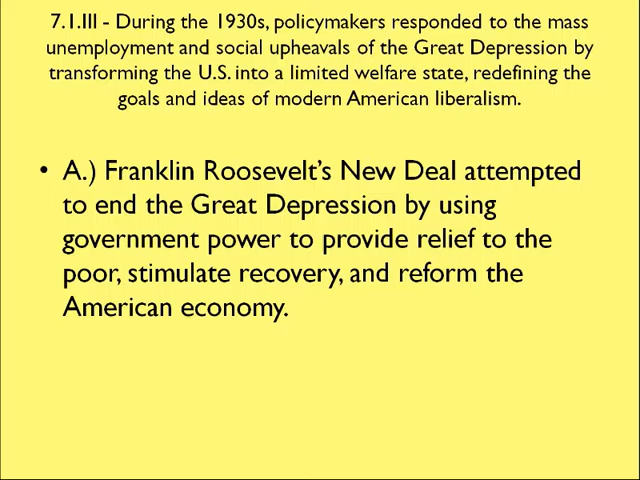 7.1.III - During the 1930s, policymakers responded to the mass
unemployment and social upheavals of the Great Depression by
transforming the U.S. into a limited welfare state, redefining the
goals and ideas of modern American liberalism.
• A.) Franklin Roosevelt’s New Deal attempted
to end the Great Depression by using
government power to provide relief to the
poor, stimulate recovery, and reform the
American economy.